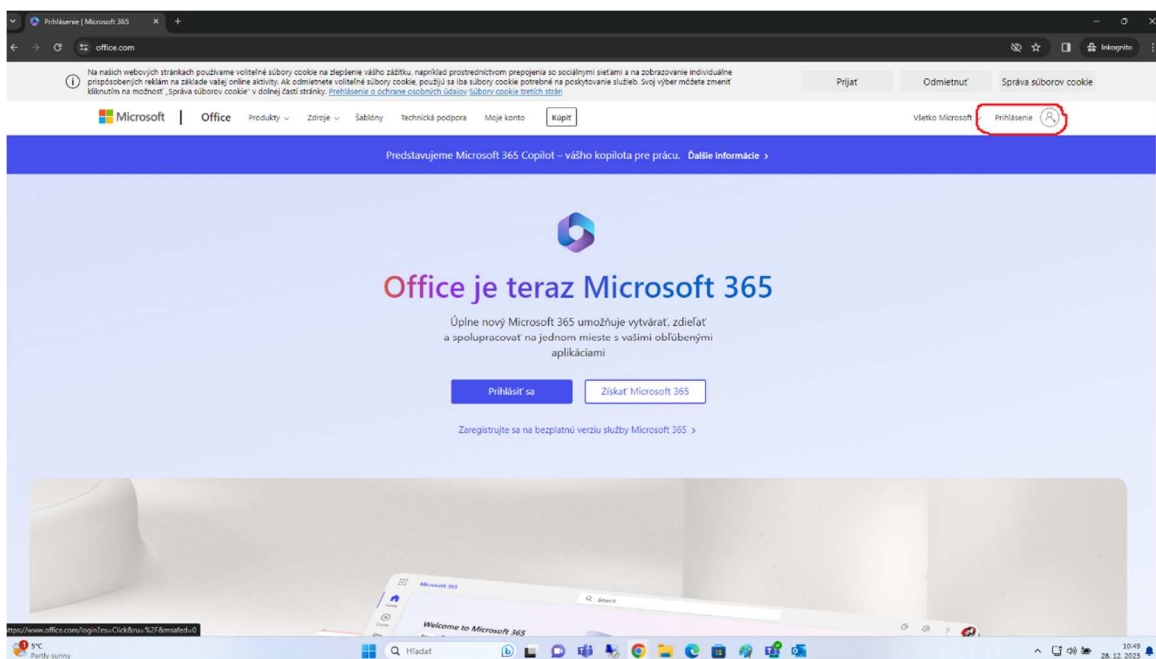 Prihlásenie | Microsoft 365
office.com
Inkognito
Na našich webových stránkach používame voliteľné súbory cookie na zlepšenie vášho zážitku, napríklad prostredníctvom prepojenia so sociálnymi sieťami a na zobrazovanie individuálne
prispôsobených reklám na základe vašej online aktivity. Ak odmietnete voliteľné súbory cookie, použijú sa iba súbory cookie potrebné na poskytovanie služieb. Svoj výber môžete zmeniť
kliknutím na možnosť „Správa súborov cookie“ v dolnej časti stránky. Prehlásenie o ochrane osobných údajov Súbory cookie tretích strán
Prijať Odmietnuť Správa súborov cookie
Microsoft Office Produkty Zdroje Šablóny Technická podpora Moje konto Kúpiť Všetko Microsoft Prihlásenie
Predstavujeme Microsoft 365 Copilot – vášho kopilota pre prácu. Ďalšie informácie >
Office je teraz Microsoft 365
Úplne nový Microsoft 365 umožňuje vytvárať, zdieľať
a spolupracovať na jednom mieste s vašimi obľúbenými
aplikáciami
Prihlásiť sa Získať Microsoft 365
Zaregistrujte sa na bezplatnú verziu služby Microsoft 365 >
Microsoft 365
Search
Home
Create
Welcome to Microsoft 365
https://www.office.com/login?es=Click&ru=%2F&msafed=0
5°C
Partly sunny
Hľadať
10:49
28. 12. 2023